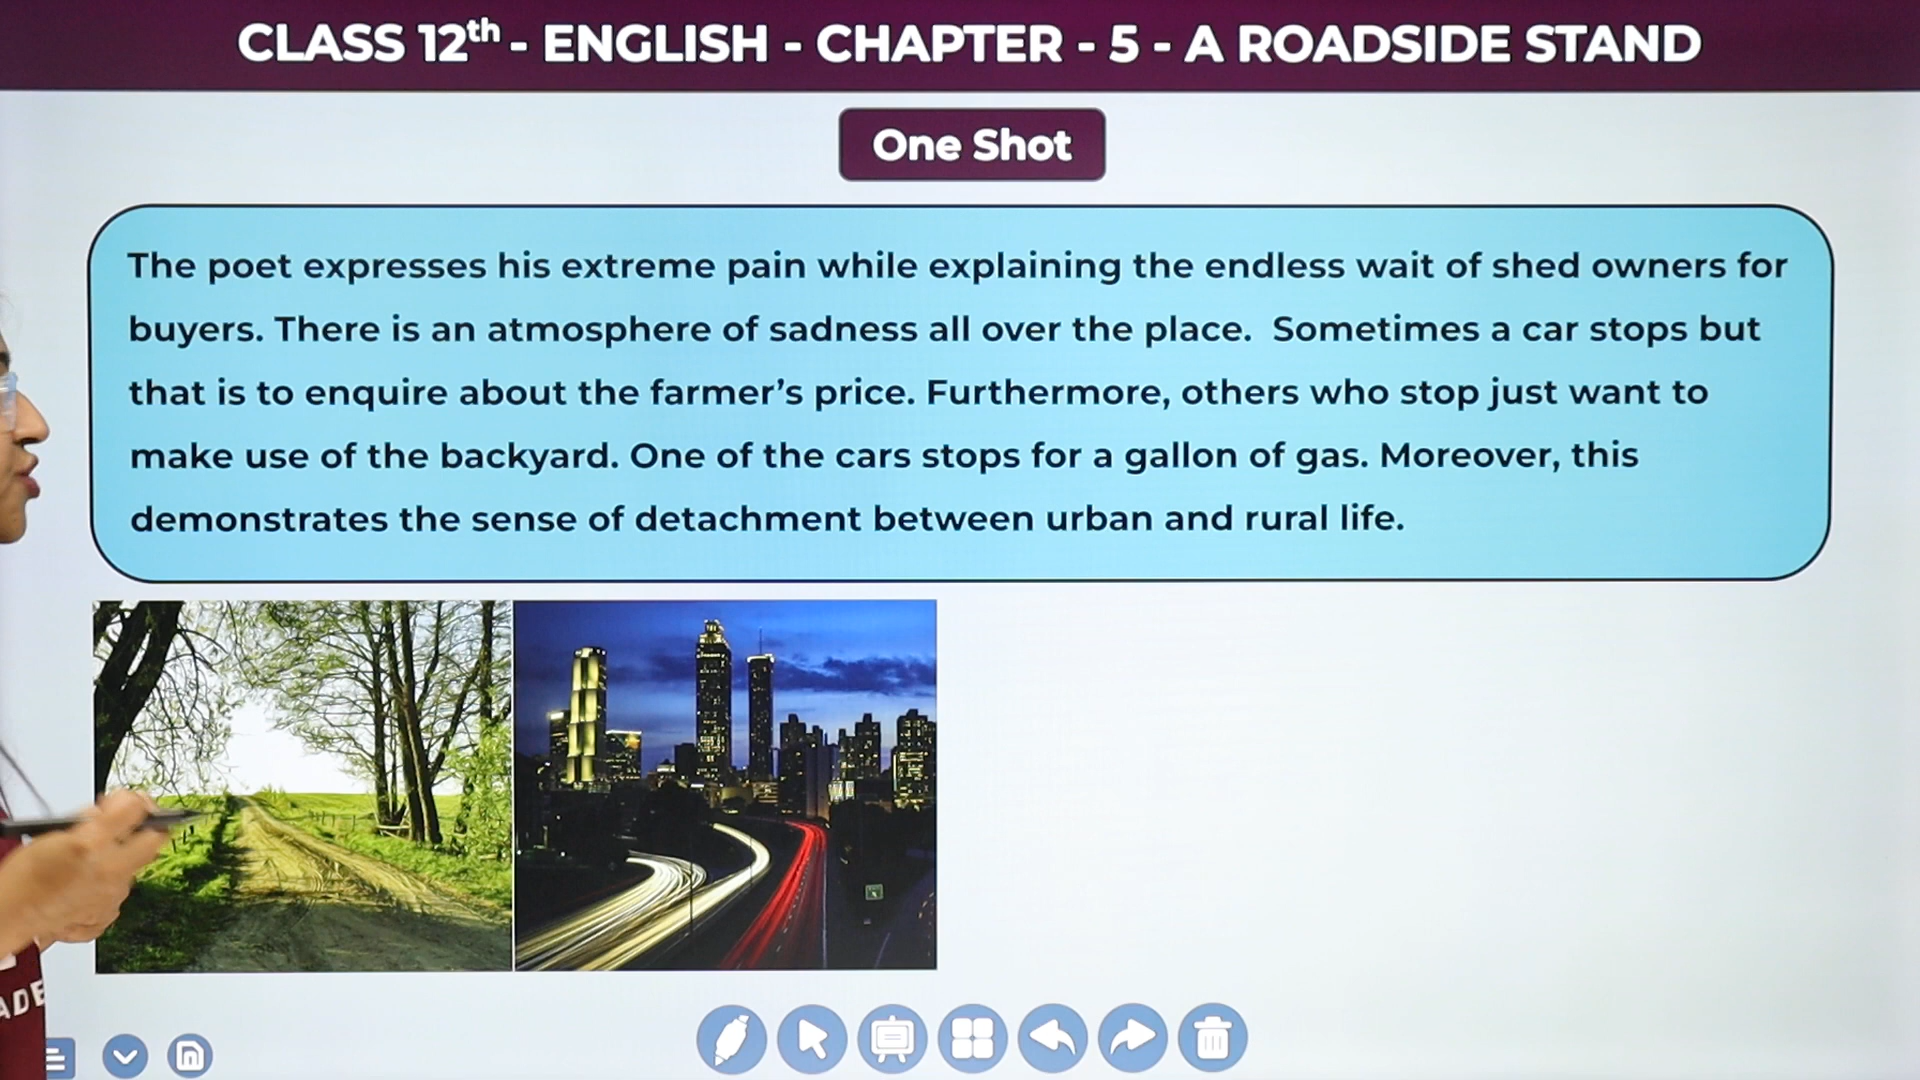 CLASS 12th - ENGLISH - CHAPTER - 5 - A ROADSIDE STAND
One Shot
The poet expresses his extreme pain while explaining the endless wait of shed owners for
buyers. There is an atmosphere of sadness all over the place. Sometimes a car stops but
that is to enquire about the farmer’s price. Furthermore, others who stop just want to
make use of the backyard. One of the cars stops for a gallon of gas. Moreover, this
demonstrates the sense of detachment between urban and rural life.
ADE